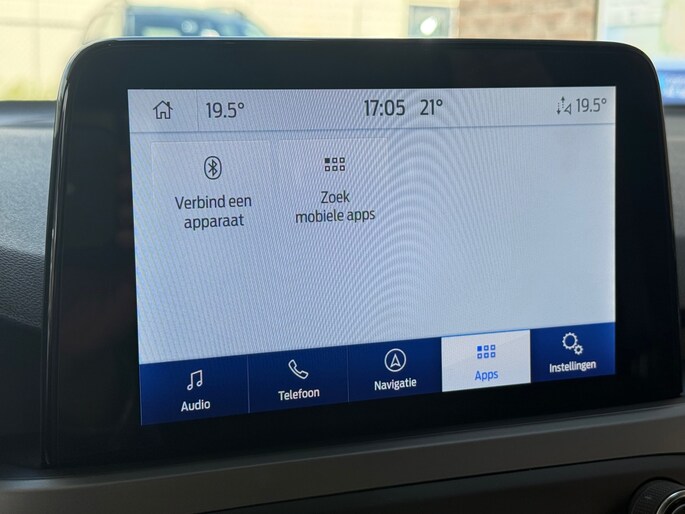 19.5° 17:05 21° 19.5°
Verbind een
apparaat
Zoek
mobiele apps
Audio Telefoon Navigatie Apps Instellingen